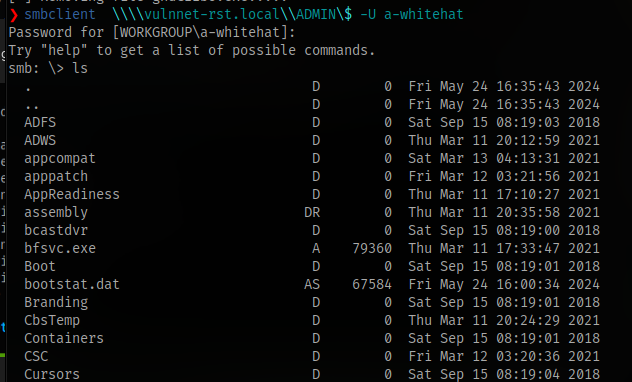 ❯ smbclient  \\\\vulnnet-rst.local\\ADMIN\$ -U a-whitehat
Password for [WORKGROUP\a-whitehat]:
Try "help" to get a list of possible commands.
smb: \> ls
  .                                   D        0  Fri May 24 16:35:43 2024
  ..                                  D        0  Fri May 24 16:35:43 2024
  ADFS                                D        0  Sat Sep 15 08:19:03 2018
  ADWS                                D        0  Thu Mar 11 20:12:59 2021
  appcompat                           D        0  Sat Mar 13 04:13:31 2021
  apppatch                            D        0  Fri Mar 12 03:21:56 2021
  AppReadiness                        D        0  Thu Mar 11 17:10:27 2021
  assembly                           DR        0  Thu Mar 11 20:35:58 2021
  bcastdvr                            D        0  Sat Sep 15 08:19:00 2018
  bfsvc.exe                           A    79360  Thu Mar 11 17:33:47 2021
  Boot                                D        0  Sat Sep 15 08:19:01 2018
  bootstat.dat                       AS    67584  Fri May 24 16:00:34 2024
  Branding                            D        0  Sat Sep 15 08:19:01 2018
  CbsTemp                             D        0  Thu Mar 11 20:24:29 2021
  Containers                          D        0  Sat Sep 15 08:19:01 2018
  CSC                                 D        0  Fri Mar 12 03:20:36 2021
  Cursors                             D        0  Sat Sep 15 08:19:04 2018